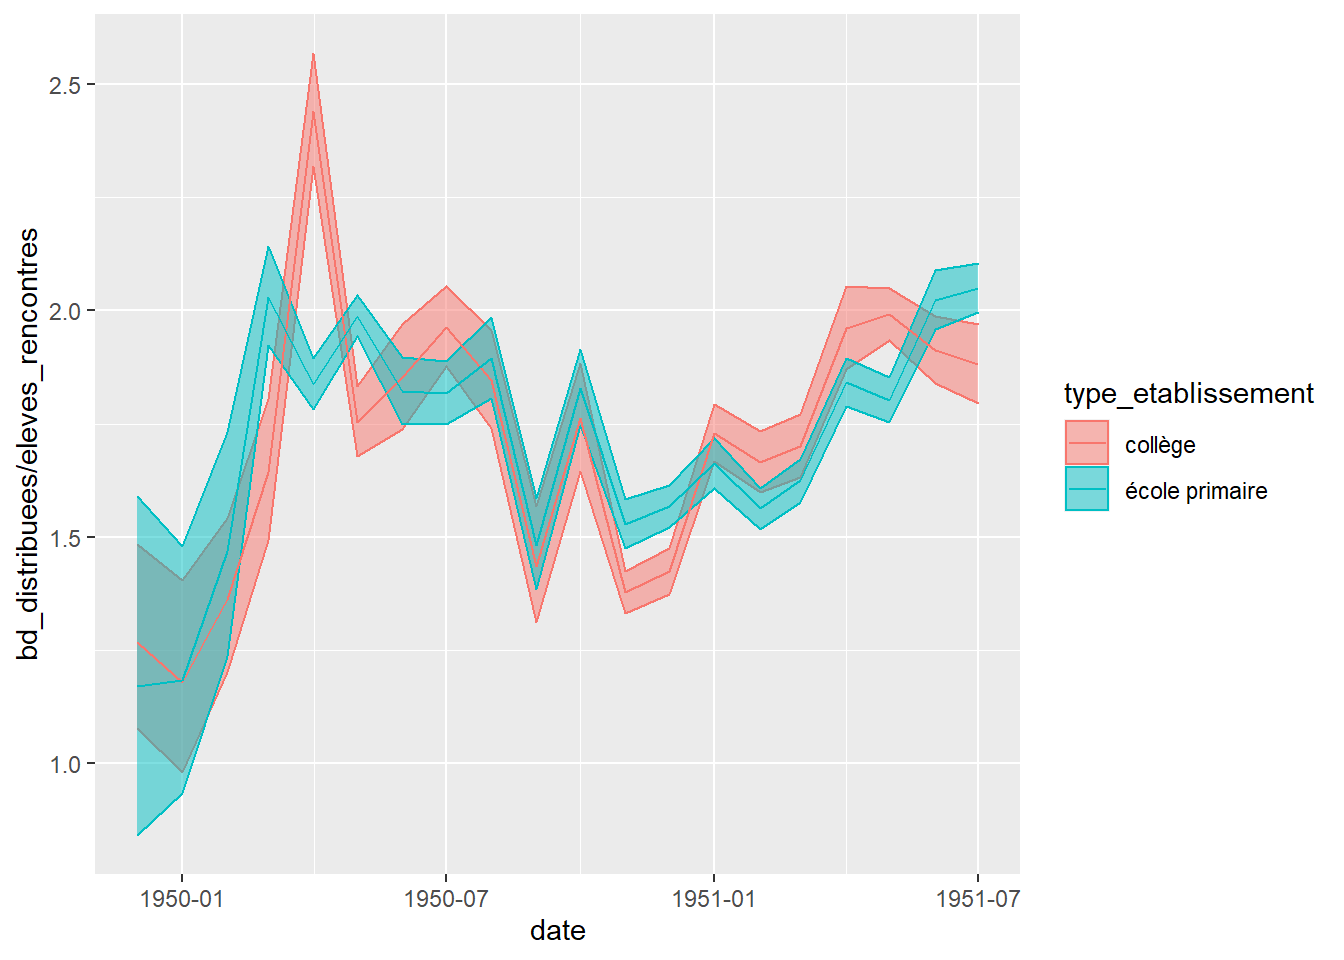 2.5
2.0
1.5
1.0
bd_distribuees/eleves_rencontres
1950-01
1950-07
1951-01
1951-07
date
type_etablissement
collège
école primaire